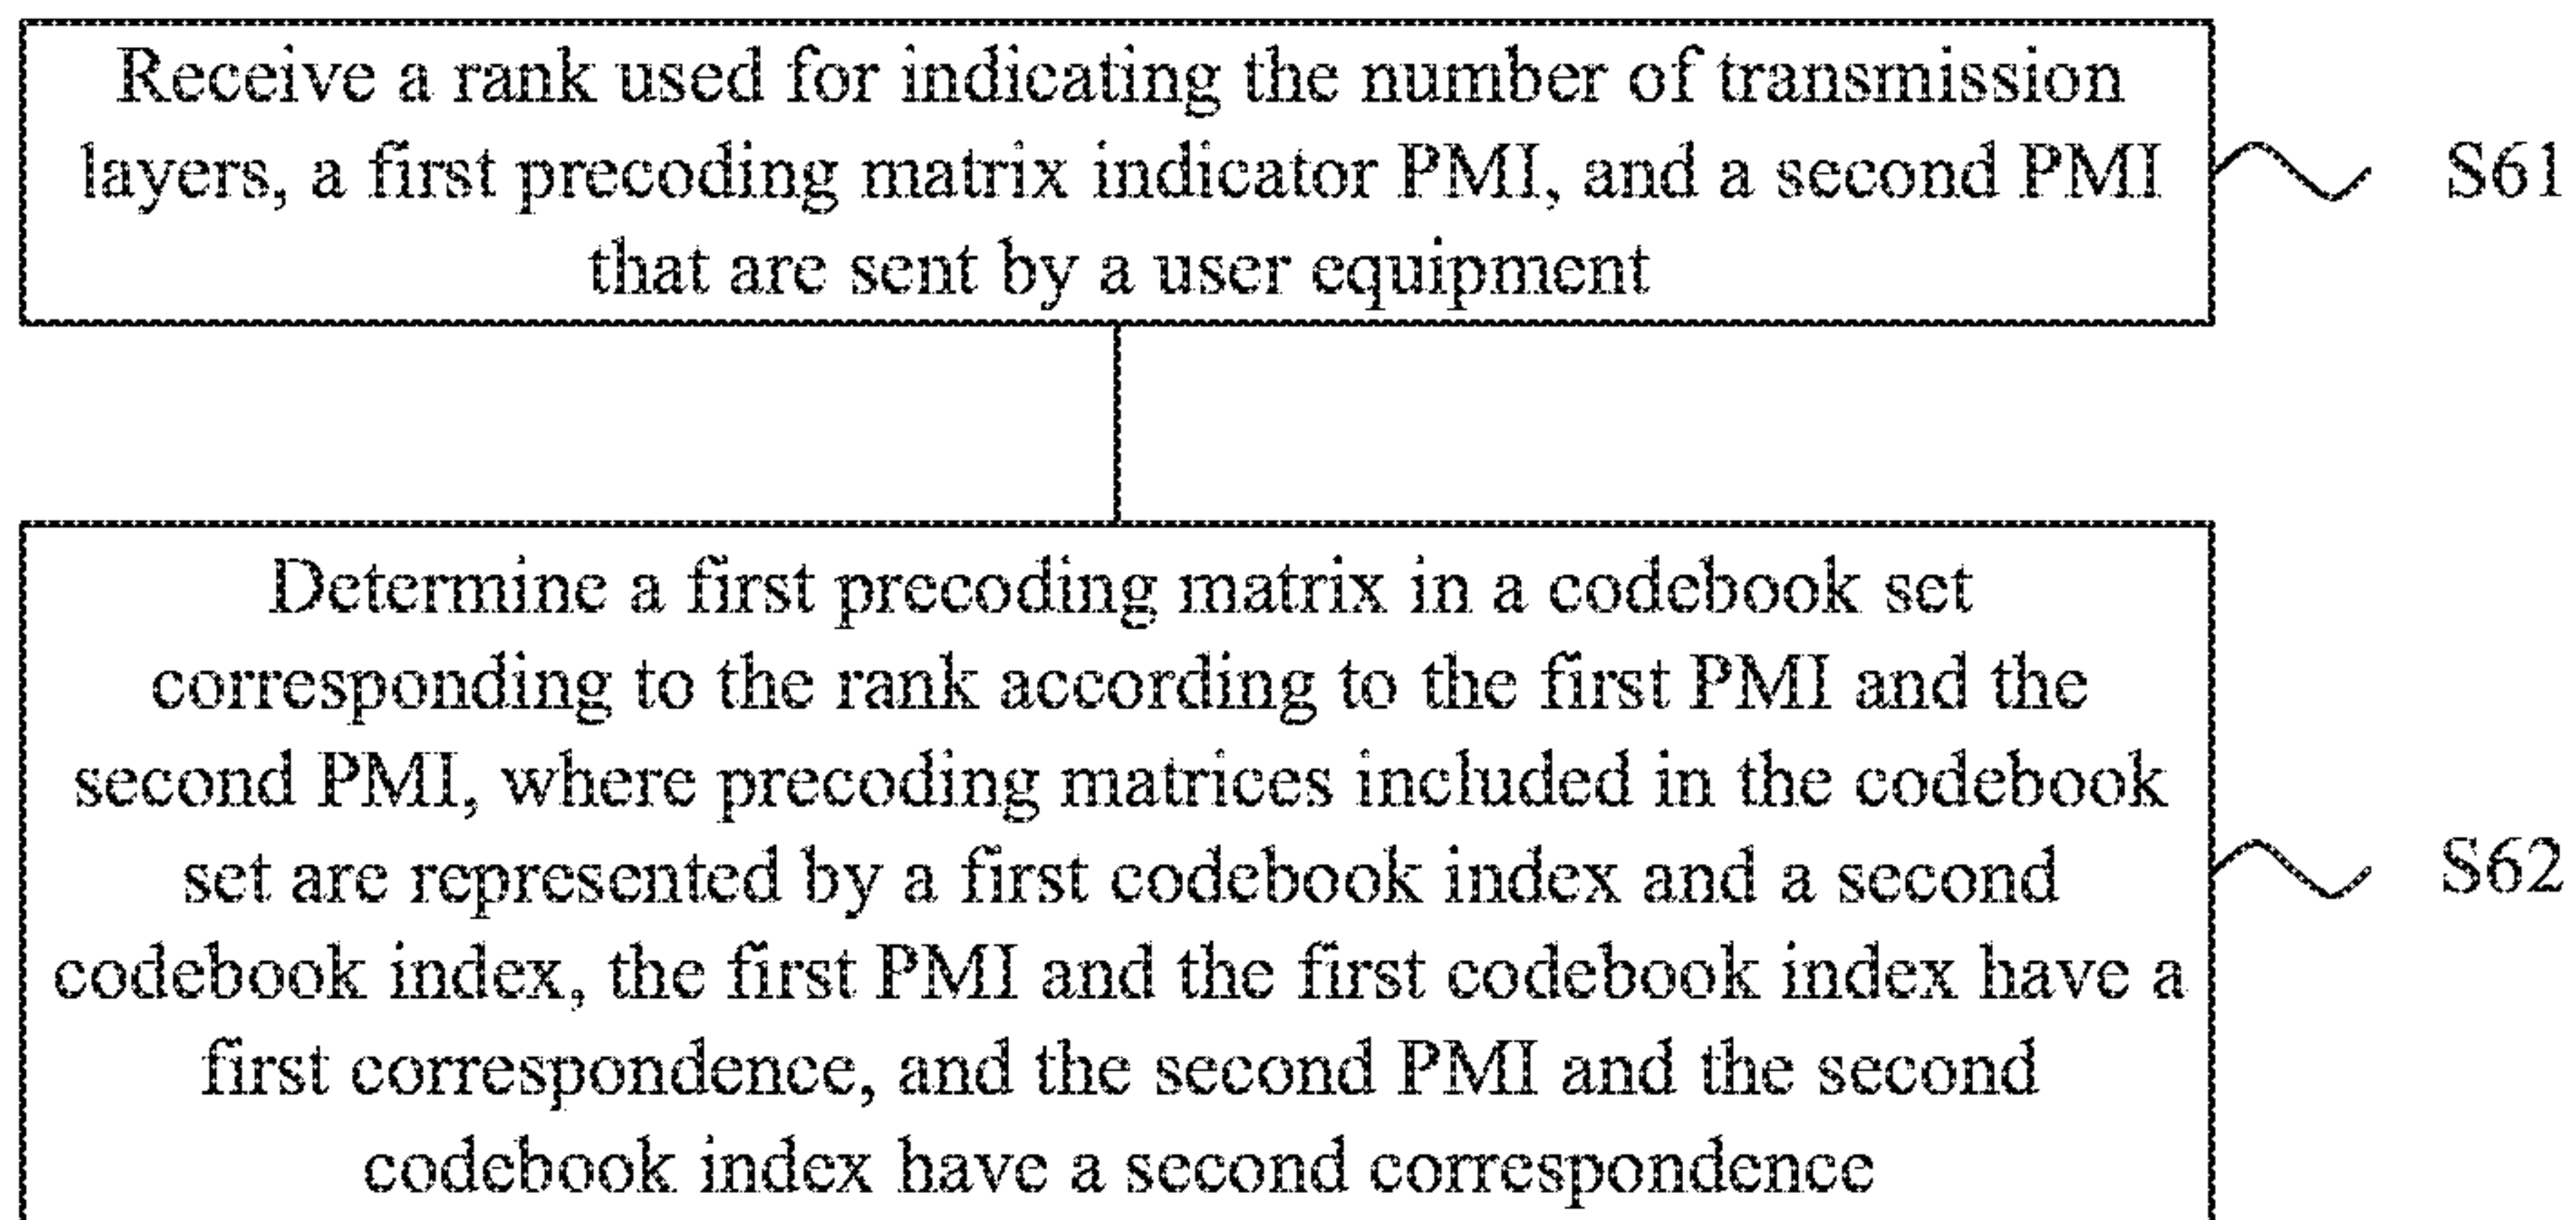 Receive a rank used for indicating the number of transmission
layers, a first precoding matrix indicator PMI, and a second PMI
that are sent by a user equipment
S61
Determine a first precoding matrix in a codebook set
corresponding to the rank according to the first PMI and the
second PMI, where precoding matrices included in the codebook
set are represented by a first codebook index and a second
codebook index, the first PMI and the first codebook index have a
first correspondence, and the second PMI and the second
codebook index have a second correspondence
S62